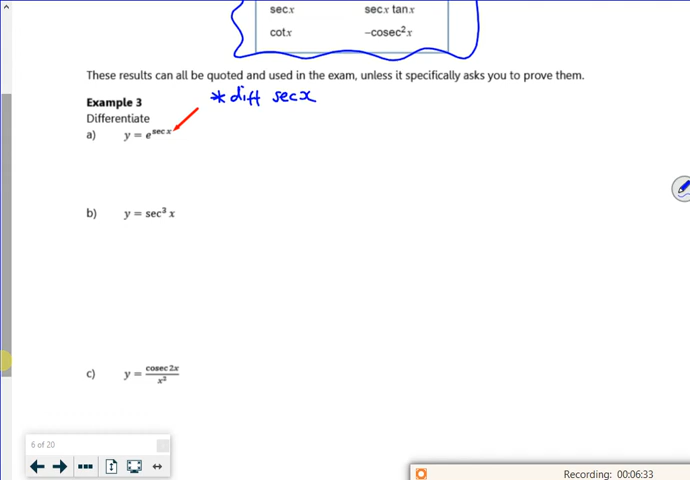 secx secx tanx
cotx −cosec²x
These results can all be quoted and used in the exam, unless it specifically asks you to prove them.
Example 3
* diff secx
Differentiate
a) y = e^sec x
b) y = sec³ x
c) y = cosec 2x / x²
6 of 20
Recording: 00:06:33